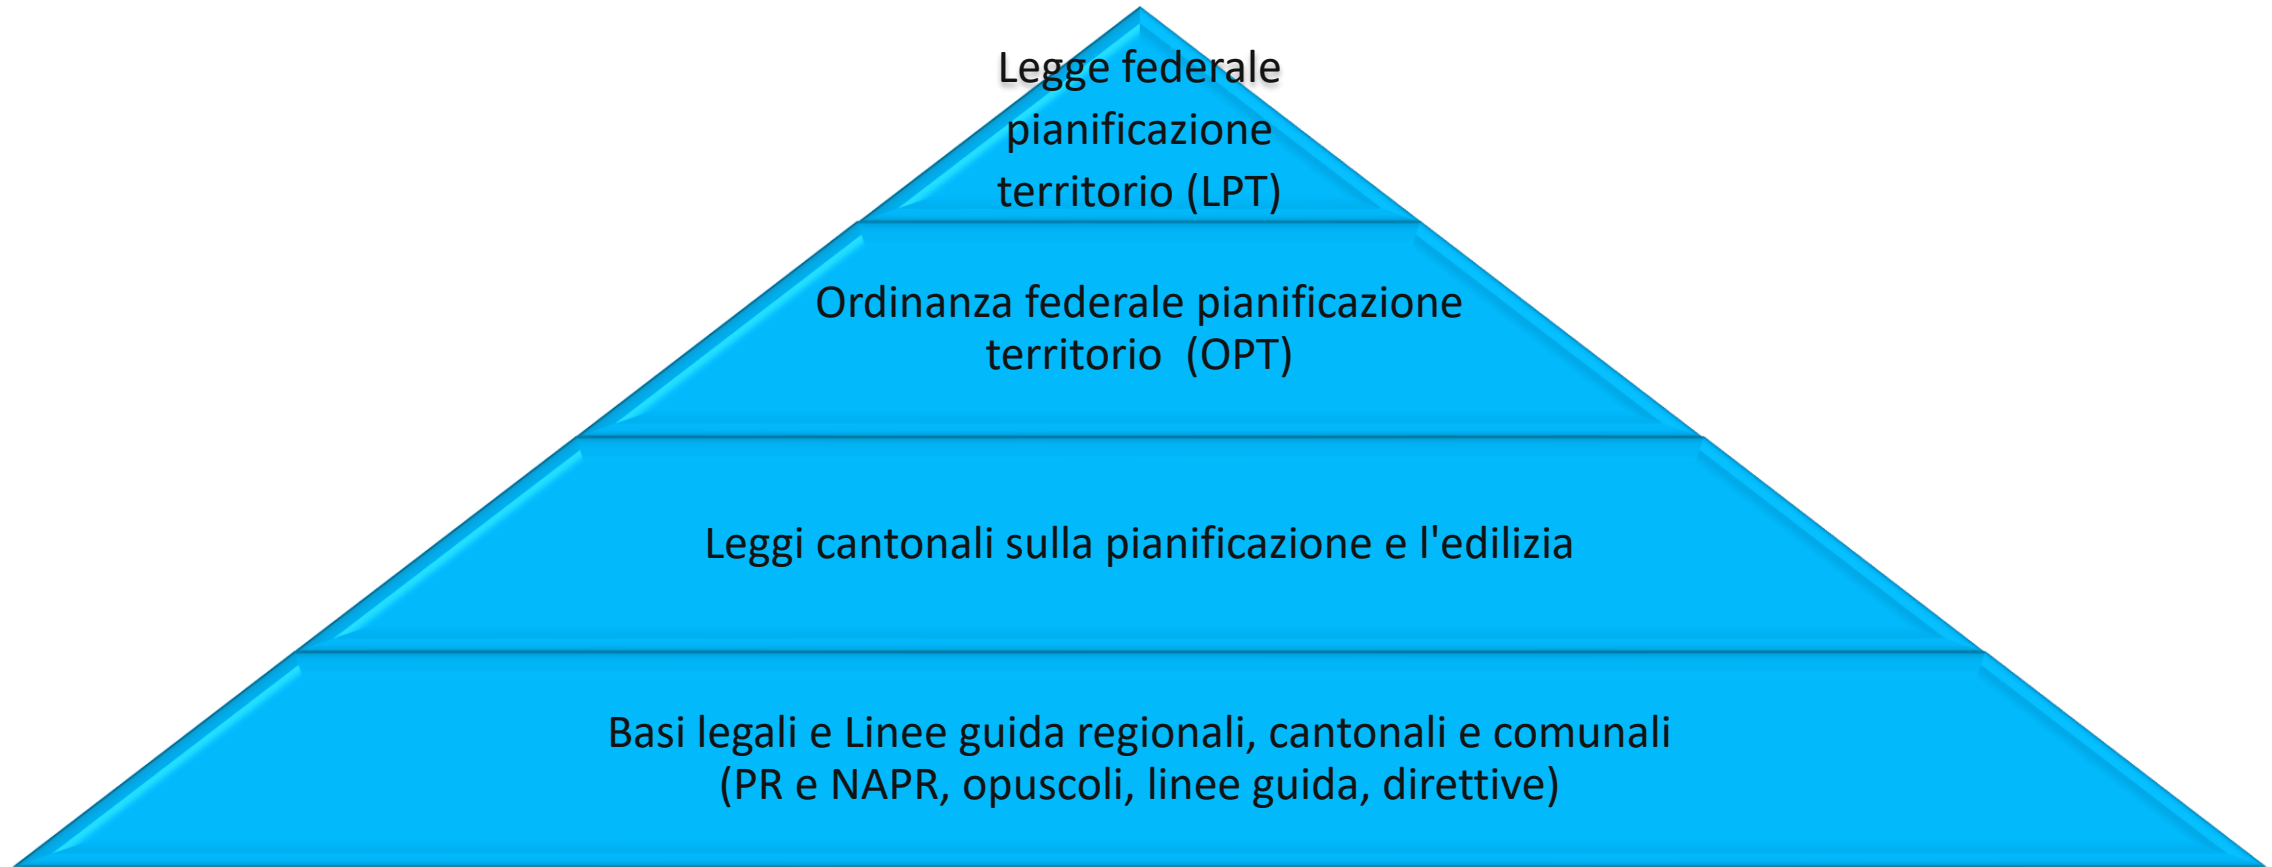 Legge federale
pianificazione
territorio (LPT)
Ordinanza federale pianificazione
territorio  (OPT)
Leggi cantonali sulla pianificazione e l'edilizia
Basi legali e Linee guida regionali, cantonali e comunali
(PR e NAPR, opuscoli, linee guida, direttive)